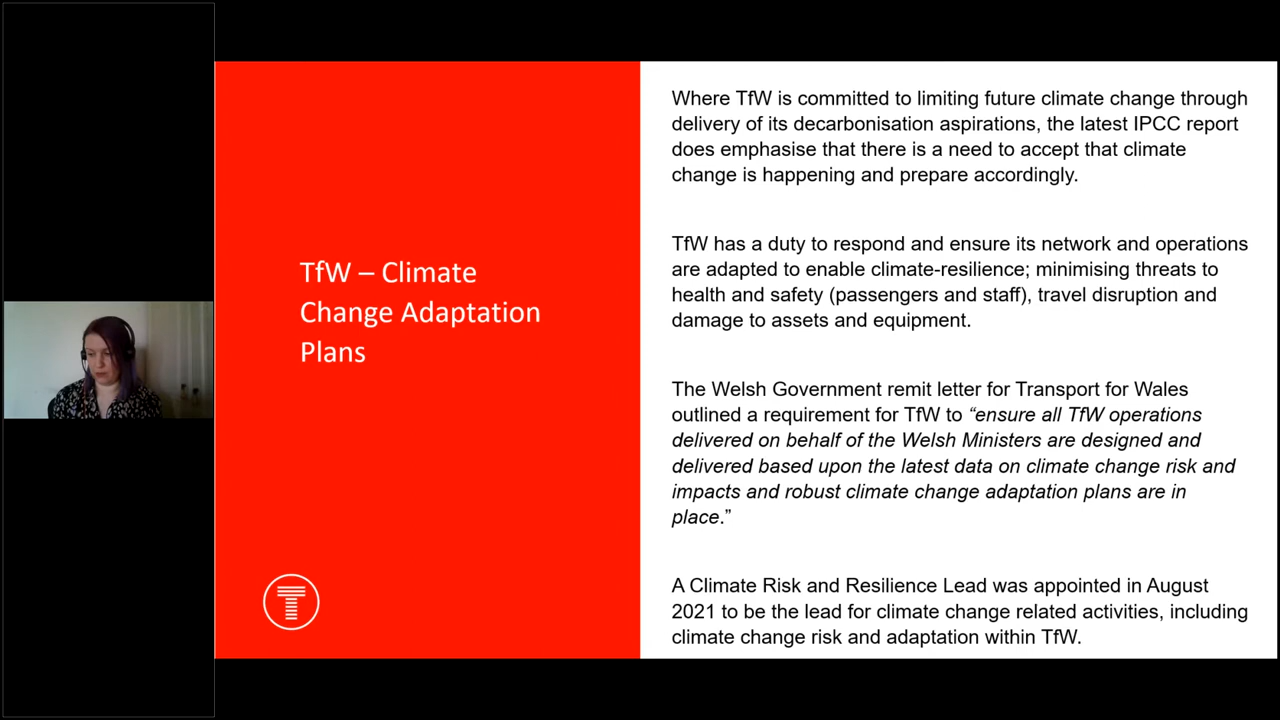 TfW – Climate
Change Adaptation
Plans
Where TfW is committed to limiting future climate change through
delivery of its decarbonisation aspirations, the latest IPCC report
does emphasise that there is a need to accept that climate
change is happening and prepare accordingly.
TfW has a duty to respond and ensure its network and operations
are adapted to enable climate-resilience; minimising threats to
health and safety (passengers and staff), travel disruption and
damage to assets and equipment.
The Welsh Government remit letter for Transport for Wales
outlined a requirement for TfW to “ensure all TfW operations
delivered on behalf of the Welsh Ministers are designed and
delivered based upon the latest data on climate change risk and
impacts and robust climate change adaptation plans are in
place.”
A Climate Risk and Resilience Lead was appointed in August
2021 to be the lead for climate change related activities, including
climate change risk and adaptation within TfW.
T